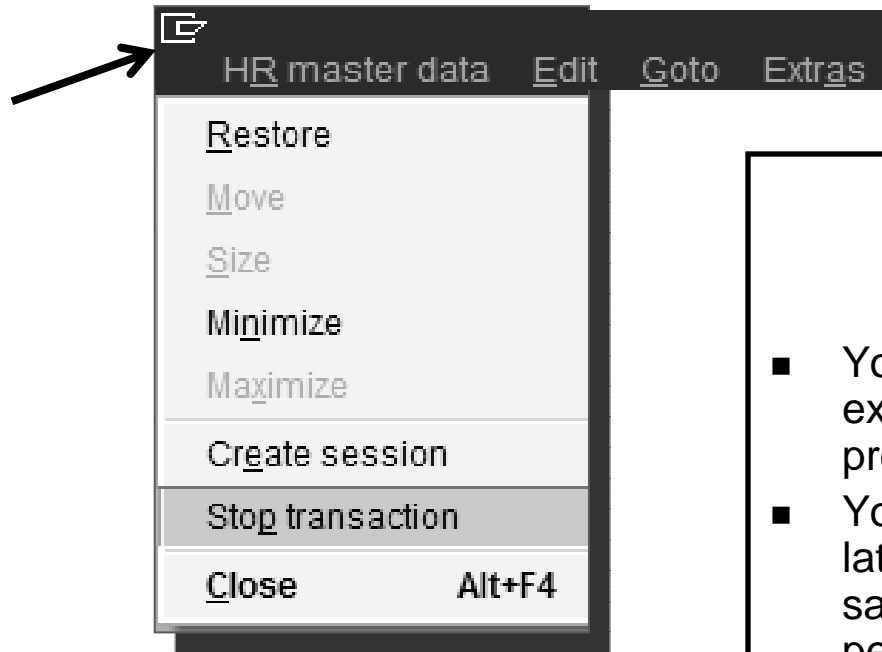 HR master data Edit Goto Extras
Restore
Move
Size
Minimize
Maximize
Create session
Stop transaction
Close Alt+F4